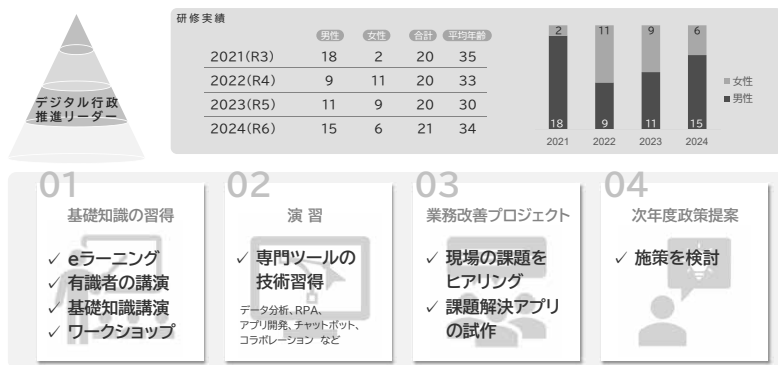 デジタル行政
推進リーダー
研修実績
男性 女性 合計 平均年齢
2021(R3) 18 2 20 35
2022(R4) 9 11 20 33
2023(R5) 11 9 20 30
2024(R6) 15 6 21 34
2 11 9 6
18 9 11 15
2021 2022 2023 2024
女性
男性
01
基礎知識の習得
✓ eラーニング
✓ 有識者の講演
✓ 基礎知識講演
✓ ワークショップ
02
演習
✓ 専門ツールの
技術習得
データ分析、RPA、
アプリ開発、チャットボット、
コラボレーション など
03
業務改善プロジェクト
✓ 現場の課題を
ヒアリング
✓ 課題解決アプリ
の試作
04
次年度政策提案
✓ 施策を検討